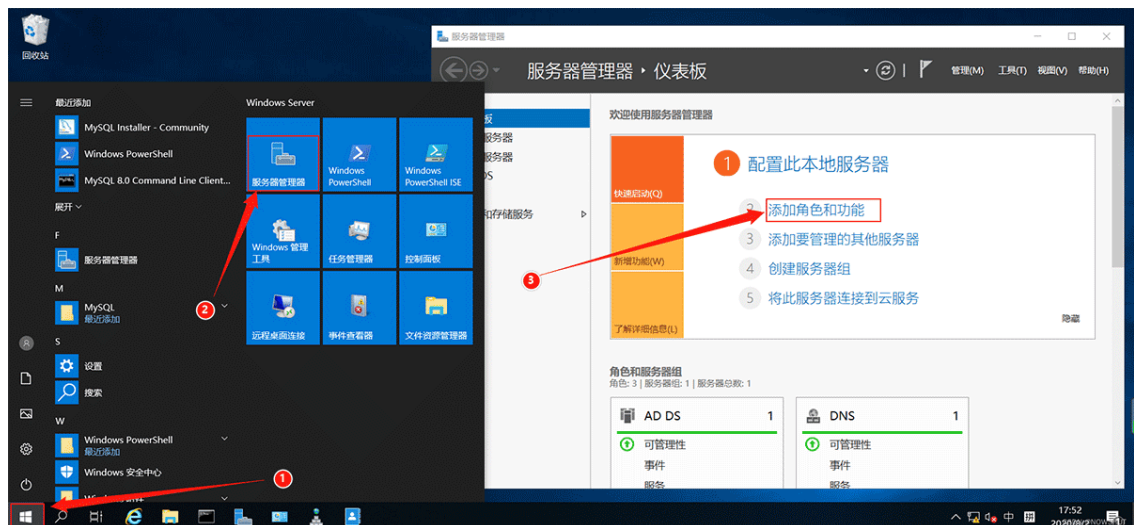 回收站
最近添加
MySQL Installer - Community
Windows PowerShell
MySQL 8.0 Command Line Client...
展开
F
服务器管理器
M
MySQL
最近添加
S
设置
搜索
W
Windows PowerShell
最近添加
Windows 安全中心
Windows Server
服务器管理器
Windows PowerShell
Windows PowerShell ISE
Windows 管理工具
任务管理器
控制面板
远程桌面连接
事件查看器
文件资源管理器
1
2
3
服务器管理器
服务器管理器 · 仪表板
管理(M) 工具(T) 视图(V) 帮助(H)
板
服务器
服务器
DS
和存储服务
欢迎使用服务器管理器
快速启动(Q)
新增功能(W)
了解详细信息(L)
1 配置此本地服务器
2 添加角色和功能
3 添加要管理的其他服务器
4 创建服务器组
5 将此服务器连接到云服务
隐藏
角色和服务器组
角色: 3 | 服务器组: 1 | 服务器总数: 1
AD DS 1
可管理性
事件
服务
DNS 1
可管理性
事件
服务
中 拼
17:52